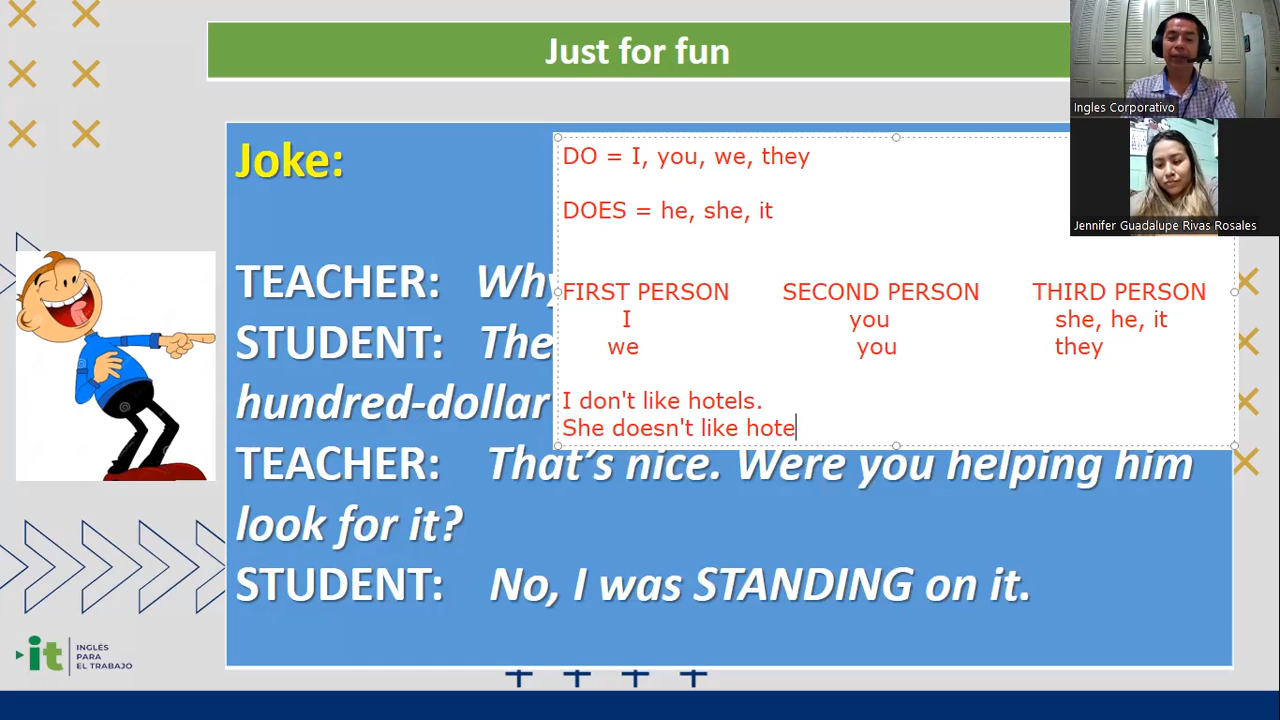 Just for fun
Ingles Corporativo
Jennifer Guadalupe Rivas Rosales
Joke:
TEACHER: Why
STUDENT: The
hundred-dollar
TEACHER: That's nice. Were you helping him
look for it?
STUDENT: No, I was STANDING on it.
DO = I, you, we, they
DOES = he, she, it
FIRST PERSON SECOND PERSON THIRD PERSON
I you she, he, it
we you they
I don't like hotels.
She doesn't like hote
it INGLÉS
PARA
EL TRABAJO